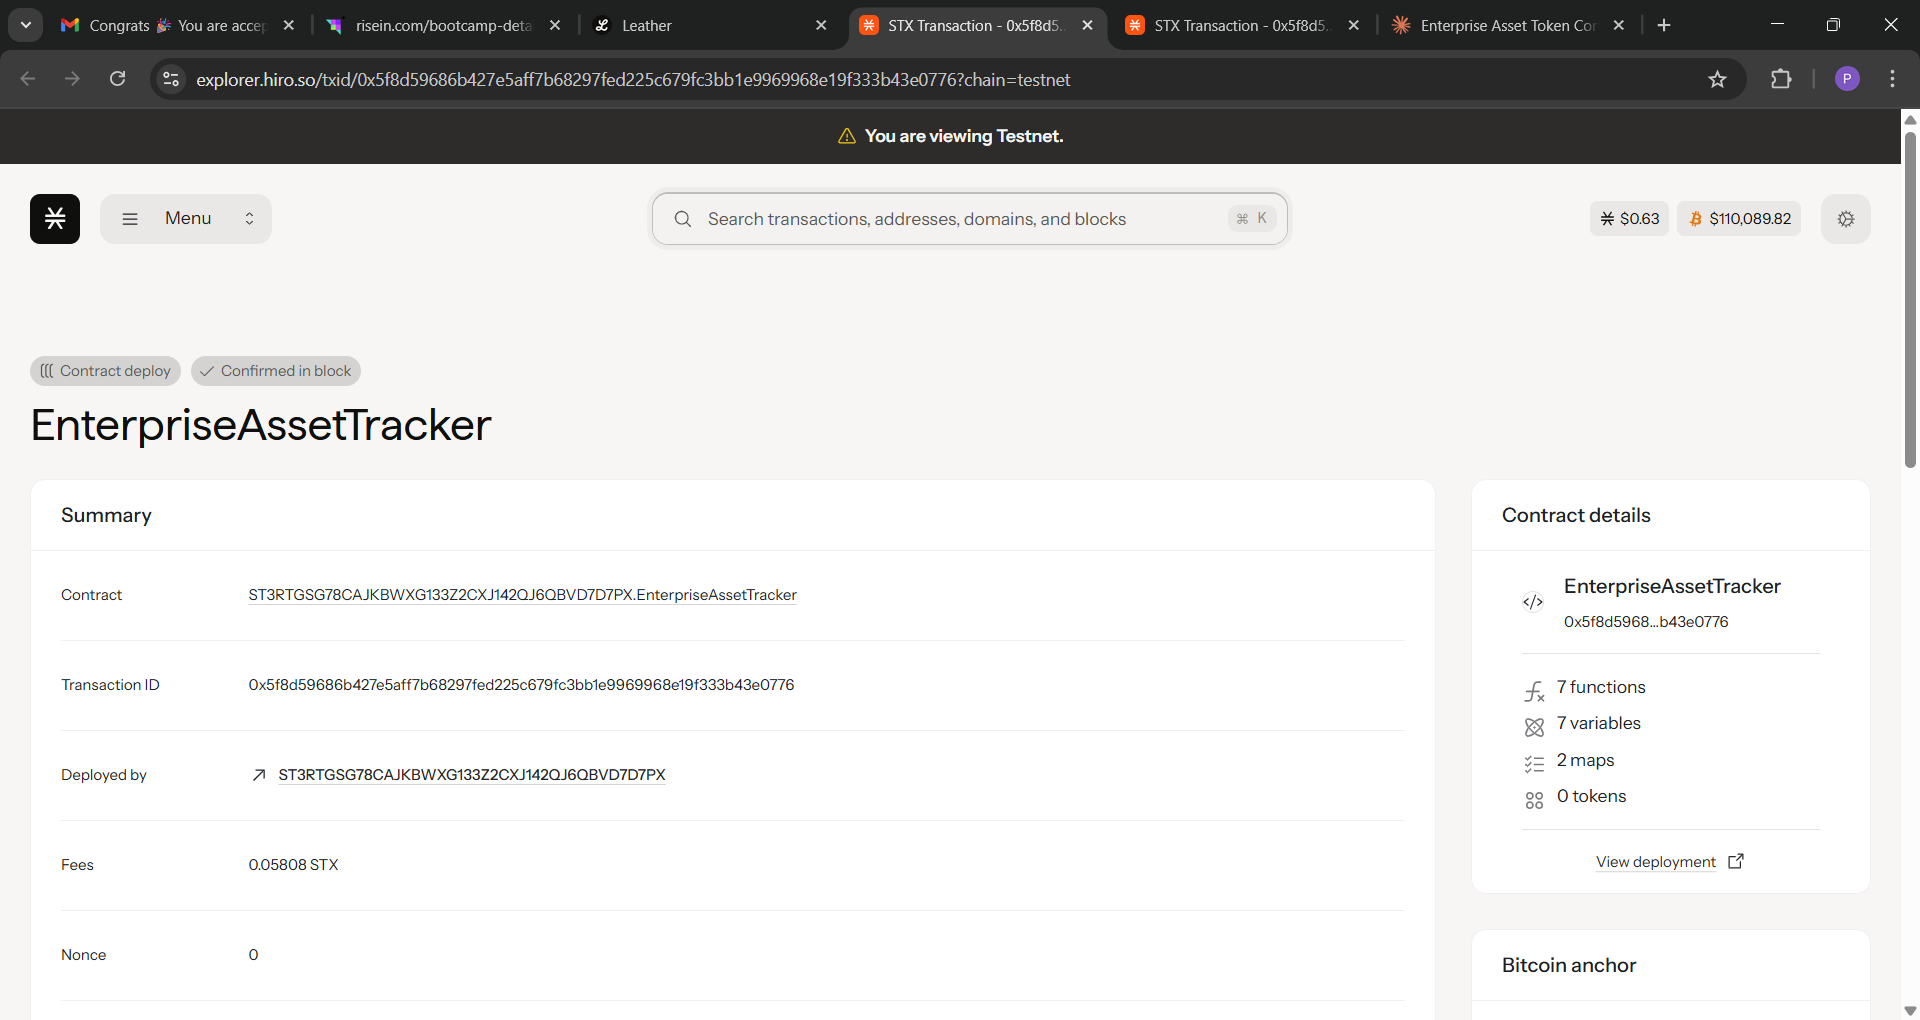 Congrats 🎉 You are accep
risein.com/bootcamp-deta
Leather
STX Transaction - 0x5f8d5..
STX Transaction - 0x5f8d5..
Enterprise Asset Token Cor
explorer.hiro.so/txid/0x5f8d59686b427e5aff7b68297fed225c679fc3bb1e9969968e19f333b43e0776?chain=testnet
P
You are viewing Testnet.
Menu
Search transactions, addresses, domains, and blocks
⌘ K
$0.63
$110,089.82
Contract deploy
Confirmed in block
EnterpriseAssetTracker
Summary
Contract
ST3RTGSG78CAJKBWXG133Z2CXJ142QJ6QBVD7D7PX.EnterpriseAssetTracker
Transaction ID
0x5f8d59686b427e5aff7b68297fed225c679fc3bb1e9969968e19f333b43e0776
Deployed by
ST3RTGSG78CAJKBWXG133Z2CXJ142QJ6QBVD7D7PX
Fees
0.05808 STX
Nonce
0
Contract details
EnterpriseAssetTracker
0x5f8d5968...b43e0776
7 functions
7 variables
2 maps
0 tokens
View deployment
Bitcoin anchor